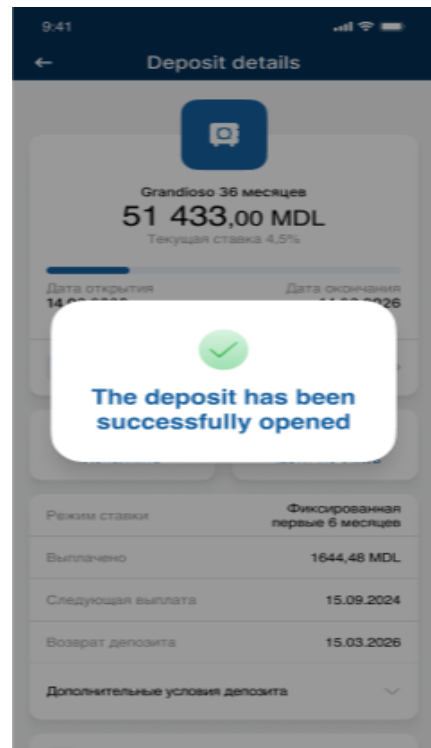 9:41
Deposit details
Grandioso 36 месяцев
51 433,00 MDL
Текущая ставка 4,5%
Дата открытия
Дата окончания
The deposit has been
successfully opened
Режим ставки
Фиксированная
первые 6 месяцев
Выплачено
1644,48 MDL
Следующая выплата
15.09.2024
Возврат депозита
15.03.2026
Дополнительные условия депозита